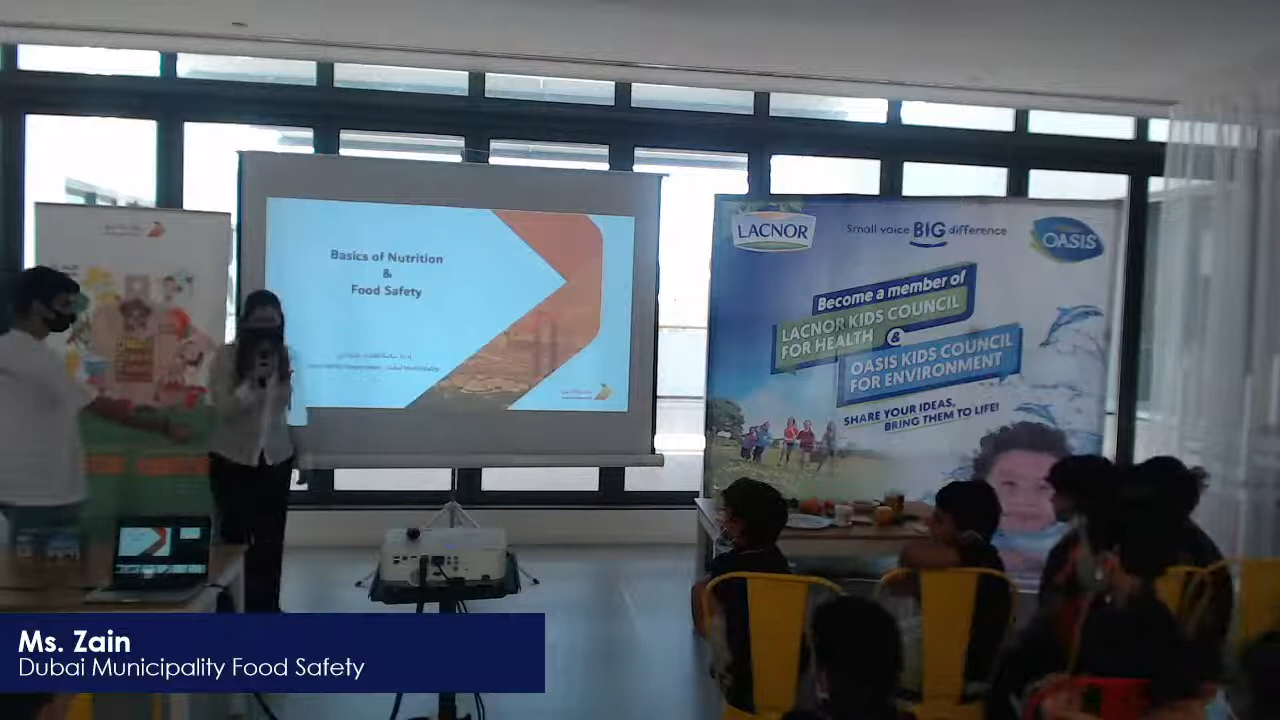 Basics of Nutrition
&
Food Safety
LACNOR
Small voice BIG difference
OASIS
Become a member of
LACNOR KIDS COUNCIL
FOR HEALTH &
OASIS KIDS COUNCIL
FOR ENVIRONMENT
SHARE YOUR IDEAS,
BRING THEM TO LIFE!
Ms. Zain
Dubai Municipality Food Safety